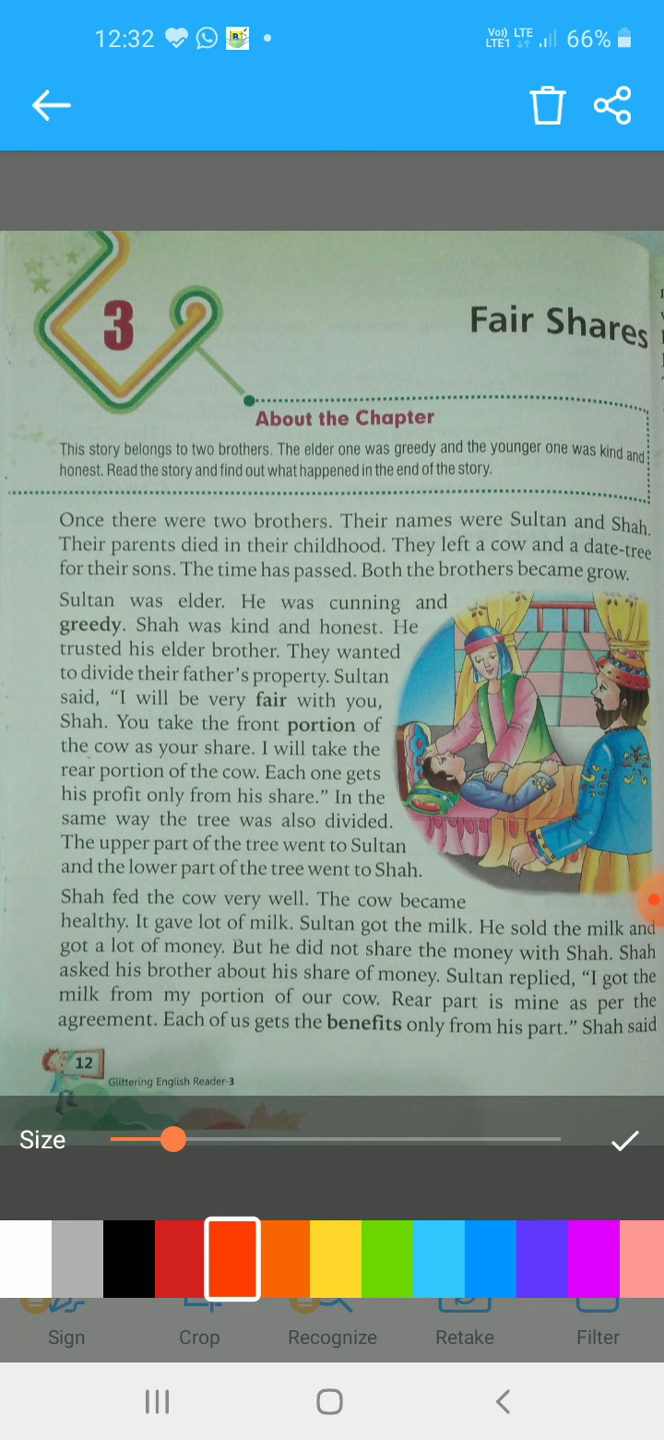 12:32
Vo)) LTE
LTE1
66%
3
Fair Shares
About the Chapter
This story belongs to two brothers. The elder one was greedy and the younger one was kind and
honest. Read the story and find out what happened in the end of the story.
Once there were two brothers. Their names were Sultan and Shah.
Their parents died in their childhood. They left a cow and a date-tree
for their sons. The time has passed. Both the brothers became grow.
Sultan was elder. He was cunning and
greedy. Shah was kind and honest. He
trusted his elder brother. They wanted
to divide their father's property. Sultan
said, "I will be very fair with you,
Shah. You take the front portion of
the cow as your share. I will take the
rear portion of the cow. Each one gets
his profit only from his share." In the
same way the tree was also divided.
The upper part of the tree went to Sultan
and the lower part of the tree went to Shah.
Shah fed the cow very well. The cow became
healthy. It gave lot of milk. Sultan got the milk. He sold the milk and
got a lot of money. But he did not share the money with Shah. Shah
asked his brother about his share of money. Sultan replied, "I got the
milk from my portion of our cow. Rear part is mine as per the
agreement. Each of us gets the benefits only from his part." Shah said
12
Glittering English Reader-3
Size
Sign
Crop
Recognize
Retake
Filter